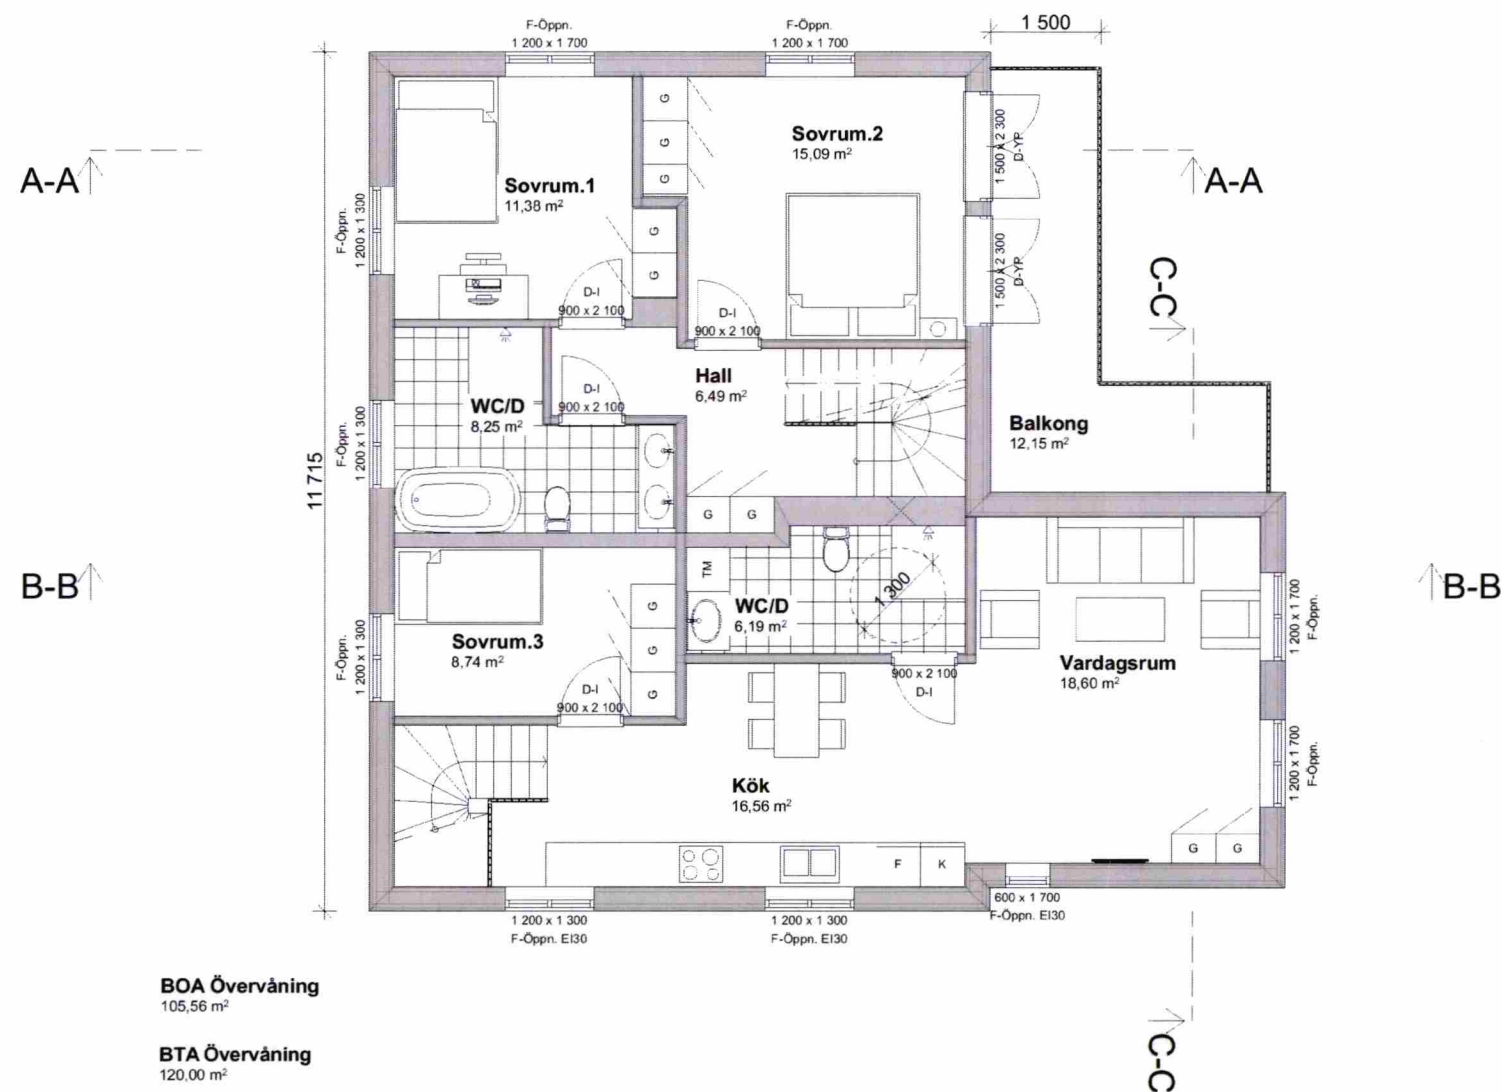 F-Öppn.
1 200 x 1 700
F-Öppn.
1 200 x 1 700
1 500
A-A
A-A
Sovrum.1
11,38 m²
Sovrum.2
15,09 m²
G
G
G
G
G
1 500 x 2 300
D-YP
1 500 x 2 300
D-YP
F-Öppn.
1 200 x 1 300
D-I
900 x 2 100
D-I
900 x 2 100
C-C
Hall
6,49 m²
D-I
900 x 2 100
WC/D
8,25 m²
F-Öppn.
1 200 x 1 300
Balkong
12,15 m²
11 715
G
G
B-B
B-B
TM
WC/D
6,19 m²
1 300
Sovrum.3
8,74 m²
G
G
G
F-Öppn.
1 200 x 1 300
D-I
900 x 2 100
900 x 2 100
D-I
Vardagsrum
18,60 m²
1 200 x 1 700
F-Öppn.
1 200 x 1 700
F-Öppn.
Kök
16,56 m²
F
K
G
G
1 200 x 1 300
F-Öppn. EI30
1 200 x 1 300
F-Öppn. EI30
600 x 1 700
F-Öppn. EI30
C-C
BOA Övervåning
105,56 m²
BTA Övervåning
120,00 m²